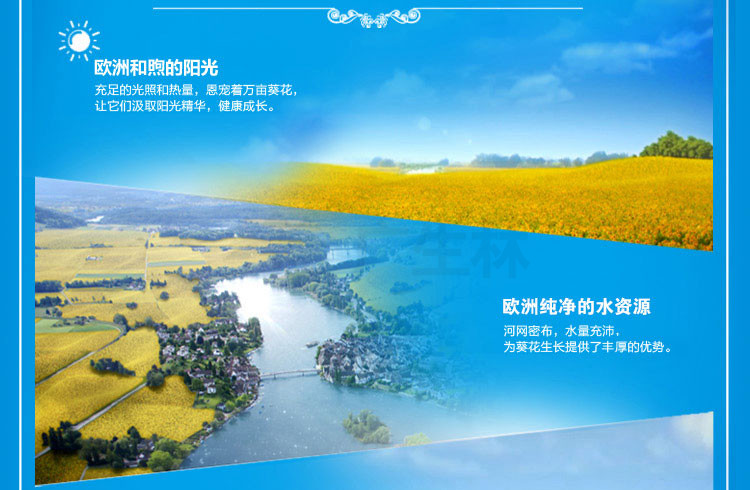 欧洲和煦的阳光
充足的光照和热量，恩宠着万亩葵花，
让它们汲取阳光精华，健康成长。
欧洲纯净的水资源
河网密布，水量充沛，
为葵花生长提供了丰厚的优势。